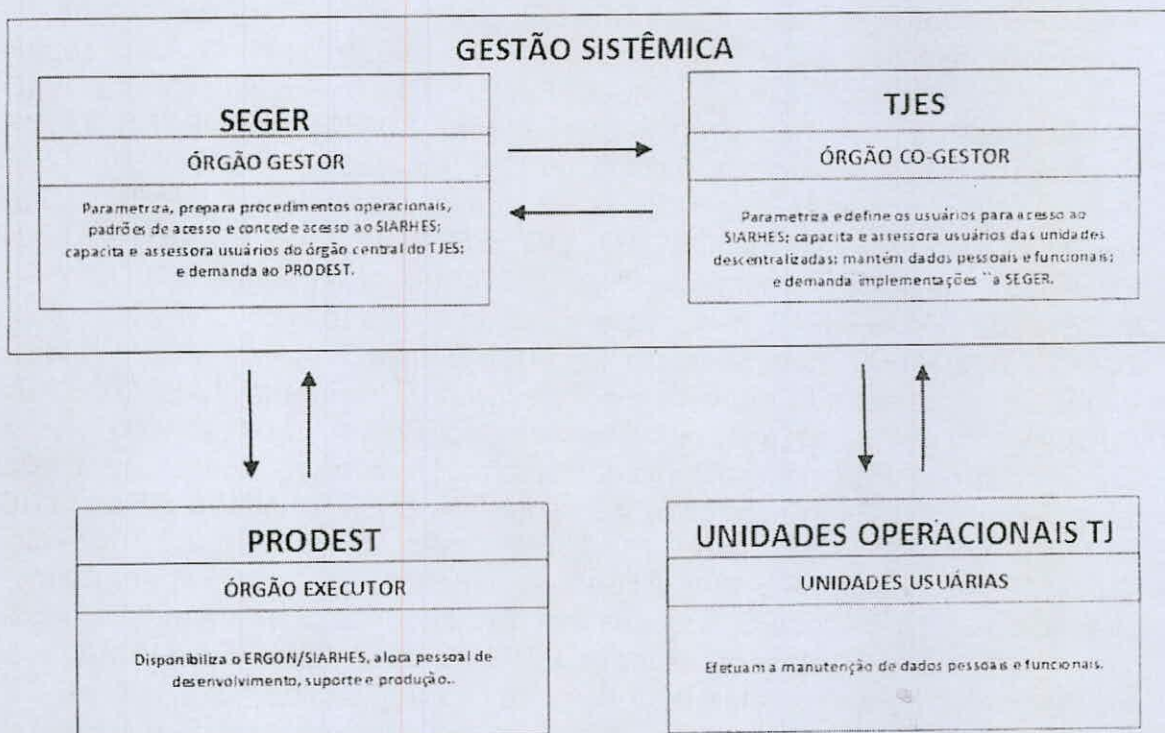 GESTÃO SISTÊMICA
SEGER
ÓRGÃO GESTOR
Parametriza, prepara procedimentos operacionais,
padrões de acesso e concede acesso ao SIARHES;
capacita e assessora usuários do órgão central do TJES;
e demanda ao PRODEST.
TJES
ÓRGÃO CO-GESTOR
Parametriza e define os usuários para acesso ao
SIARHES; capacita e assessora usuários das unidades
descentralizadas; mantém dados pessoais e funcionais;
e demanda implementações ``a SEGER.
PRODEST
ÓRGÃO EXECUTOR
Disponibiliza o ERGON/SIARHES, aloca pessoal de
desenvolvimento, suporte e produção..
UNIDADES OPERACIONAIS TJ
UNIDADES USUÁRIAS
Efetuam a manutenção de dados pessoais e funcionais.